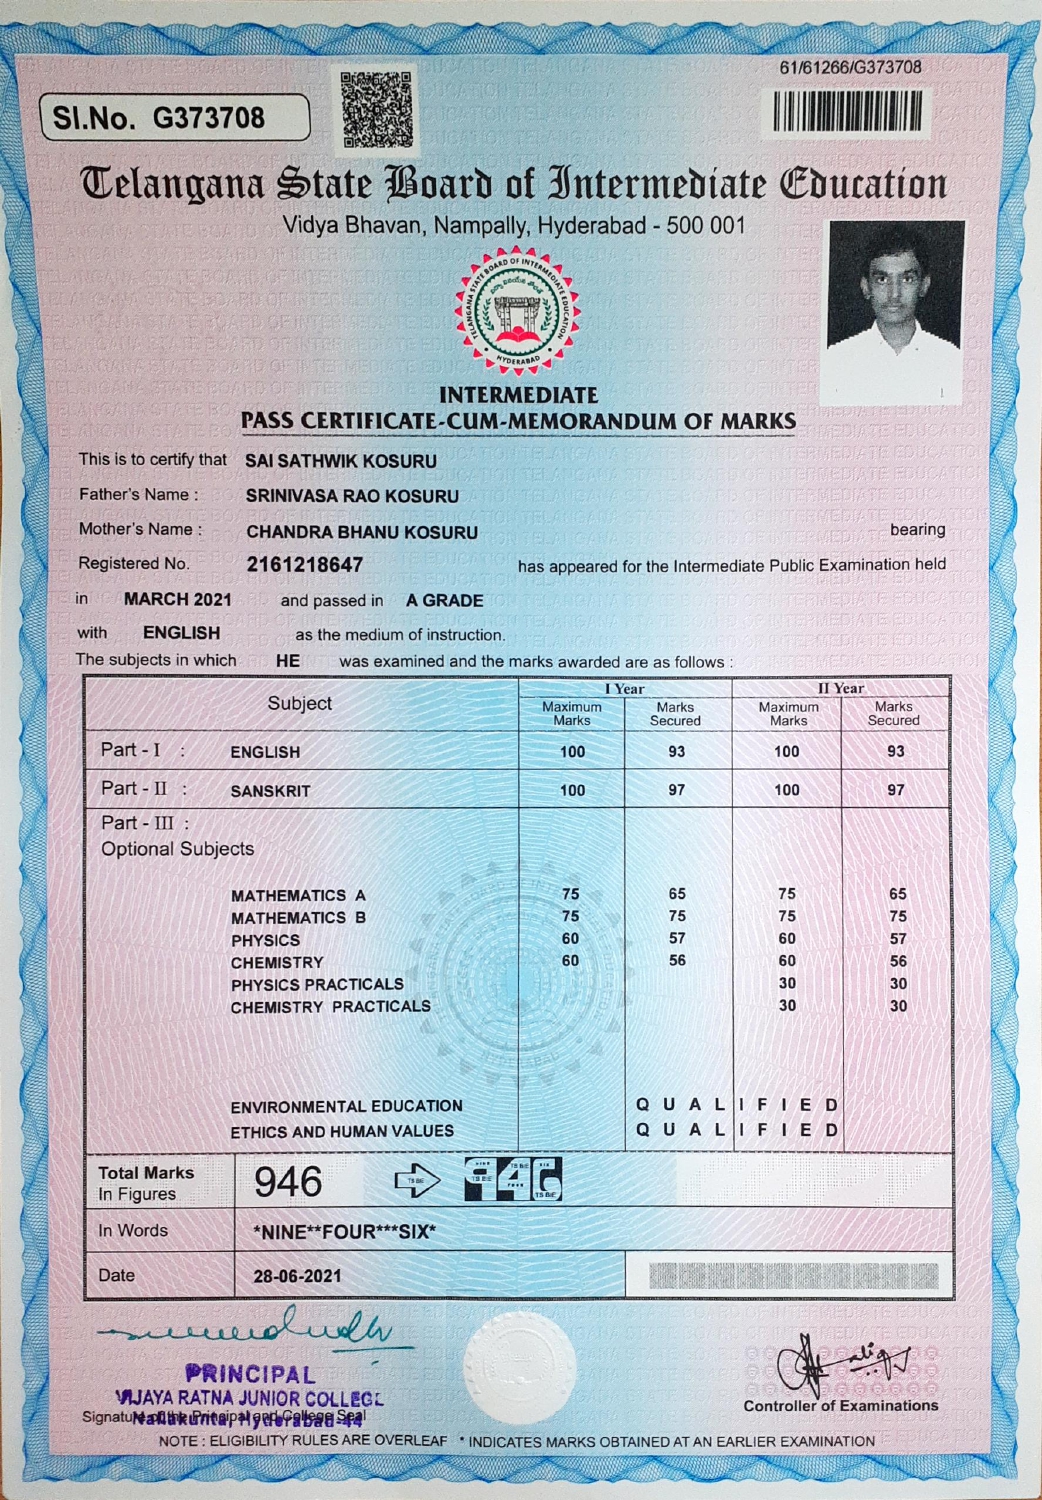 61/61266/G373708
Sl.No. G373708
Telangana State Board of Intermediate Education
Vidya Bhavan, Nampally, Hyderabad - 500 001
TELANGANA STATE BOARD OF INTERMEDIATE EDUCATION
HYDERABAD
INTERMEDIATE
PASS CERTIFICATE-CUM-MEMORANDUM OF MARKS
This is to certify that SAI SATHWIK KOSURU
Father's Name : SRINIVASA RAO KOSURU
Mother's Name : CHANDRA BHANU KOSURU bearing
Registered No. 2161218647 has appeared for the Intermediate Public Examination held
in MARCH 2021 and passed in A GRADE
with ENGLISH as the medium of instruction.
The subjects in which HE was examined and the marks awarded are as follows :
Subject I Year II Year
Maximum Marks Marks Secured Maximum Marks Marks Secured
Part - I : ENGLISH 100 93 100 93
Part - II : SANSKRIT 100 97 100 97
Part - III :
Optional Subjects
MATHEMATICS A 75 65 75 65
MATHEMATICS B 75 75 75 75
PHYSICS 60 57 60 57
CHEMISTRY 60 56 60 56
PHYSICS PRACTICALS 30 30
CHEMISTRY PRACTICALS 30 30
ENVIRONMENTAL EDUCATION QUALIFIED
ETHICS AND HUMAN VALUES QUALIFIED
Total Marks
In Figures 946 TS BIE 946
In Words *NINE**FOUR***SIX*
Date 28-06-2021
PRINCIPAL
VIJAYA RATNA JUNIOR COLLEGE
Nallakunta, Hyderabad-44
Signature of the Principal and College Seal
Controller of Examinations
NOTE : ELIGIBILITY RULES ARE OVERLEAF * INDICATES MARKS OBTAINED AT AN EARLIER EXAMINATION